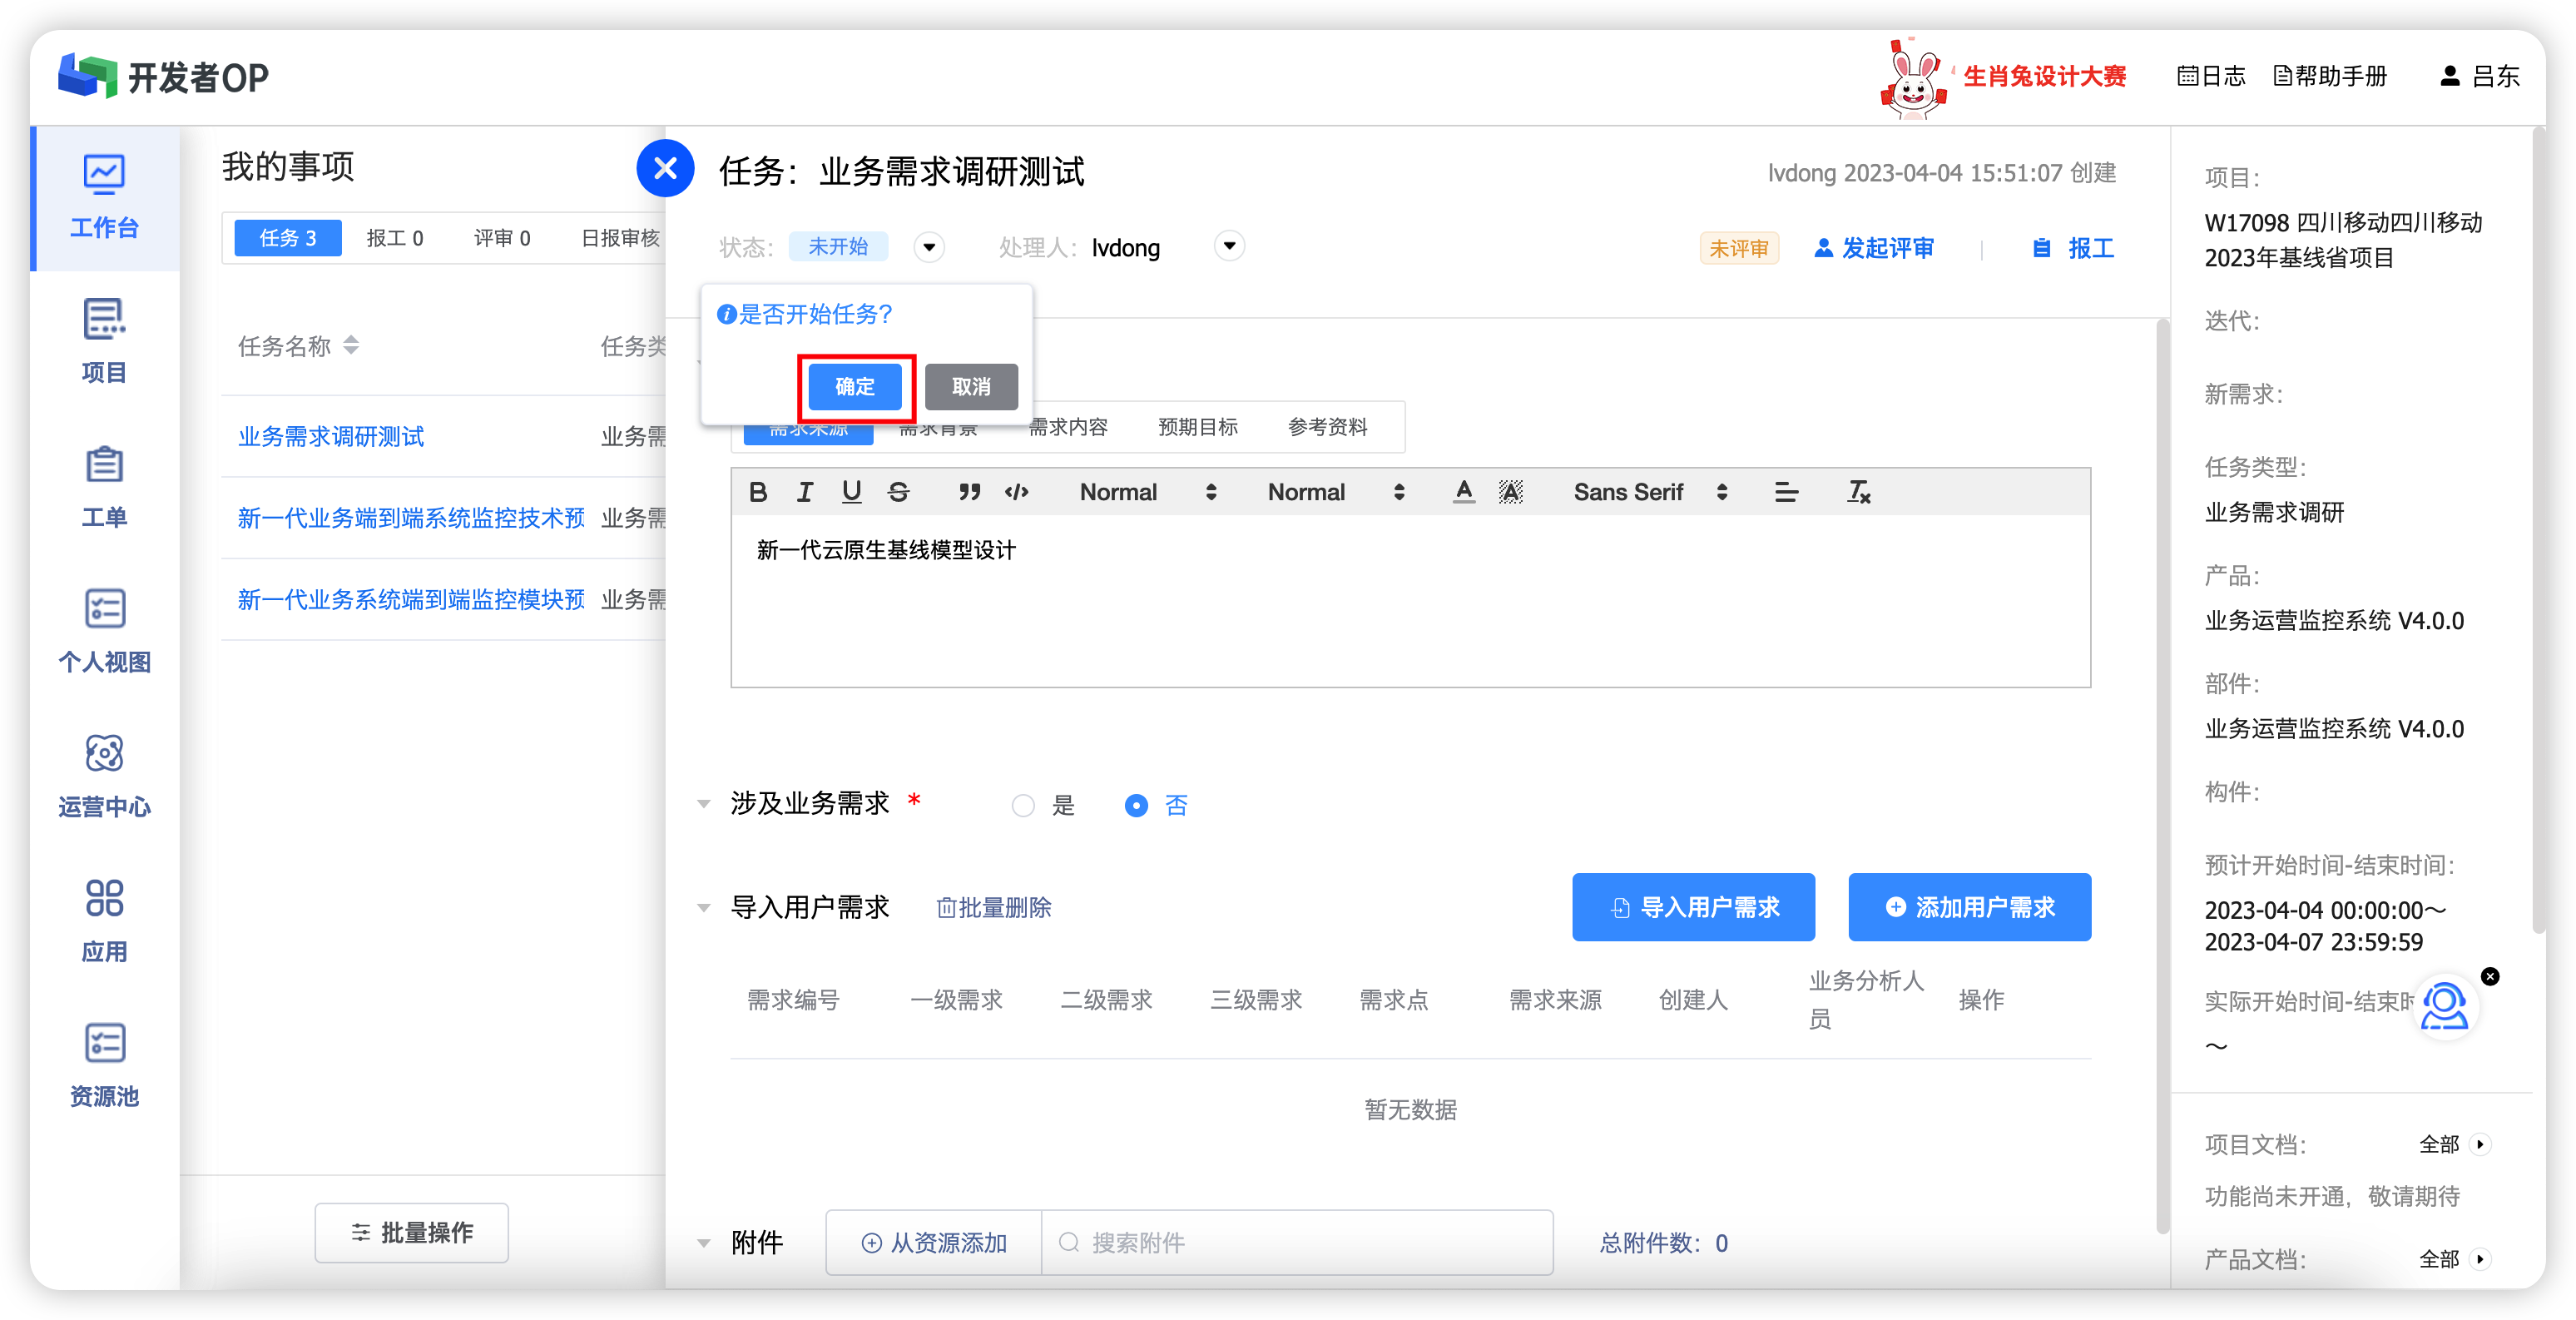 开发者OP
生肖兔设计大赛
日志
帮助手册
吕东
工作台
项目
工单
个人视图
运营中心
应用
资源池
我的事项
任务 3
报工 0
评审 0
日报审核
任务名称
任务类
业务需求调研测试
业务需
新一代业务端到端系统监控技术预
业务需
新一代业务系统端到端监控模块预
业务需
批量操作
任务：业务需求调研测试
lvdong 2023-04-04 15:51:07 创建
状态：
未开始
处理人：
lvdong
未评审
发起评审
报工
是否开始任务?
确定
取消
需求来源
需求背景
需求内容
预期目标
参考资料
Normal
Normal
Sans Serif
新一代云原生基线模型设计
涉及业务需求 *
是
否
导入用户需求
批量删除
导入用户需求
添加用户需求
需求编号
一级需求
二级需求
三级需求
需求点
需求来源
创建人
业务分析人
员
操作
暂无数据
附件
从资源添加
搜索附件
总附件数：0
项目：
W17098 四川移动四川移动
2023年基线省项目
迭代：
新需求：
任务类型：
业务需求调研
产品：
业务运营监控系统 V4.0.0
部件：
业务运营监控系统 V4.0.0
构件：
预计开始时间-结束时间：
2023-04-04 00:00:00～
2023-04-07 23:59:59
实际开始时间-结束时
～
项目文档：
全部
功能尚未开通，敬请期待
产品文档：
全部